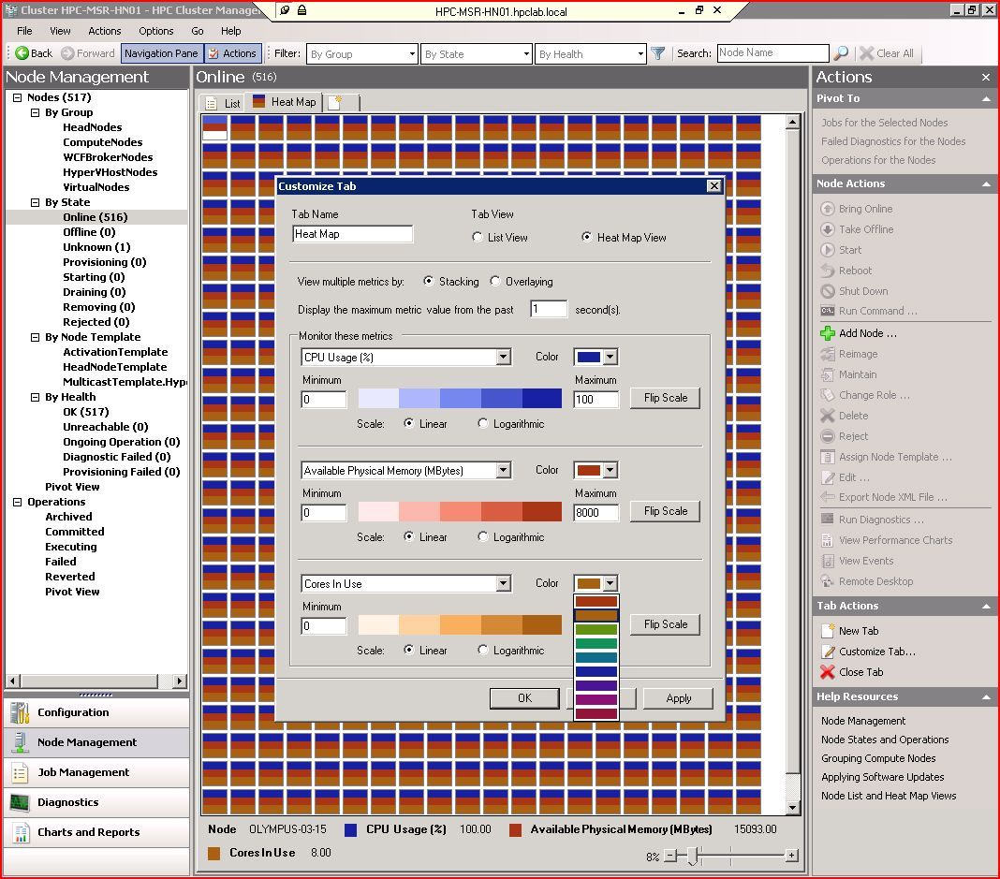 Cluster HPC-MSR-HN01 - HPC Cluster Manager
HPC-MSR-HN01.hpclab.local
File View Actions Options Go Help
Back Forward Navigation Pane Actions Filter: By Group By State By Health Search: Node Name Clear All
Node Management
Nodes (517)
By Group
HeadNodes
ComputeNodes
WCFBrokerNodes
HyperVHostNodes
VirtualNodes
By State
Online (516)
Offline (0)
Unknown (1)
Provisioning (0)
Starting (0)
Draining (0)
Removing (0)
Rejected (0)
By Node Template
ActivationTemplate
HeadNodeTemplate
MulticastTemplate.Hype
By Health
OK (517)
Unreachable (0)
Ongoing Operation (0)
Diagnostic Failed (0)
Provisioning Failed (0)
Pivot View
Operations
Archived
Committed
Executing
Failed
Reverted
Pivot View
Configuration
Node Management
Job Management
Diagnostics
Charts and Reports
Online (516)
List Heat Map
Customize Tab
Tab Name
Heat Map
Tab View
List View Heat Map View
View multiple metrics by: Stacking Overlaying
Display the maximum metric value from the past 1 second(s).
Monitor these metrics
CPU Usage (%) Color
Minimum Maximum
0 100 Flip Scale
Scale: Linear Logarithmic
Available Physical Memory (MBytes) Color
Minimum Maximum
0 8000 Flip Scale
Scale: Linear Logarithmic
Cores In Use Color
Minimum
0 Flip Scale
Scale: Linear Logarithmic
OK Apply
Node OLYMPUS-03-15 CPU Usage (%) 100.00 Available Physical Memory (MBytes) 15093.00
Cores In Use 8.00
8%
Actions
Pivot To
Jobs for the Selected Nodes
Failed Diagnostics for the Nodes
Operations for the Nodes
Node Actions
Bring Online
Take Offline
Start
Reboot
Shut Down
Run Command ...
Add Node ...
Reimage
Maintain
Change Role ...
Delete
Reject
Assign Node Template ...
Edit ...
Export Node XML File ...
Run Diagnostics ...
View Performance Charts
View Events
Remote Desktop
Tab Actions
New Tab
Customize Tab...
Close Tab
Help Resources
Node Management
Node States and Operations
Grouping Compute Nodes
Applying Software Updates
Node List and Heat Map Views